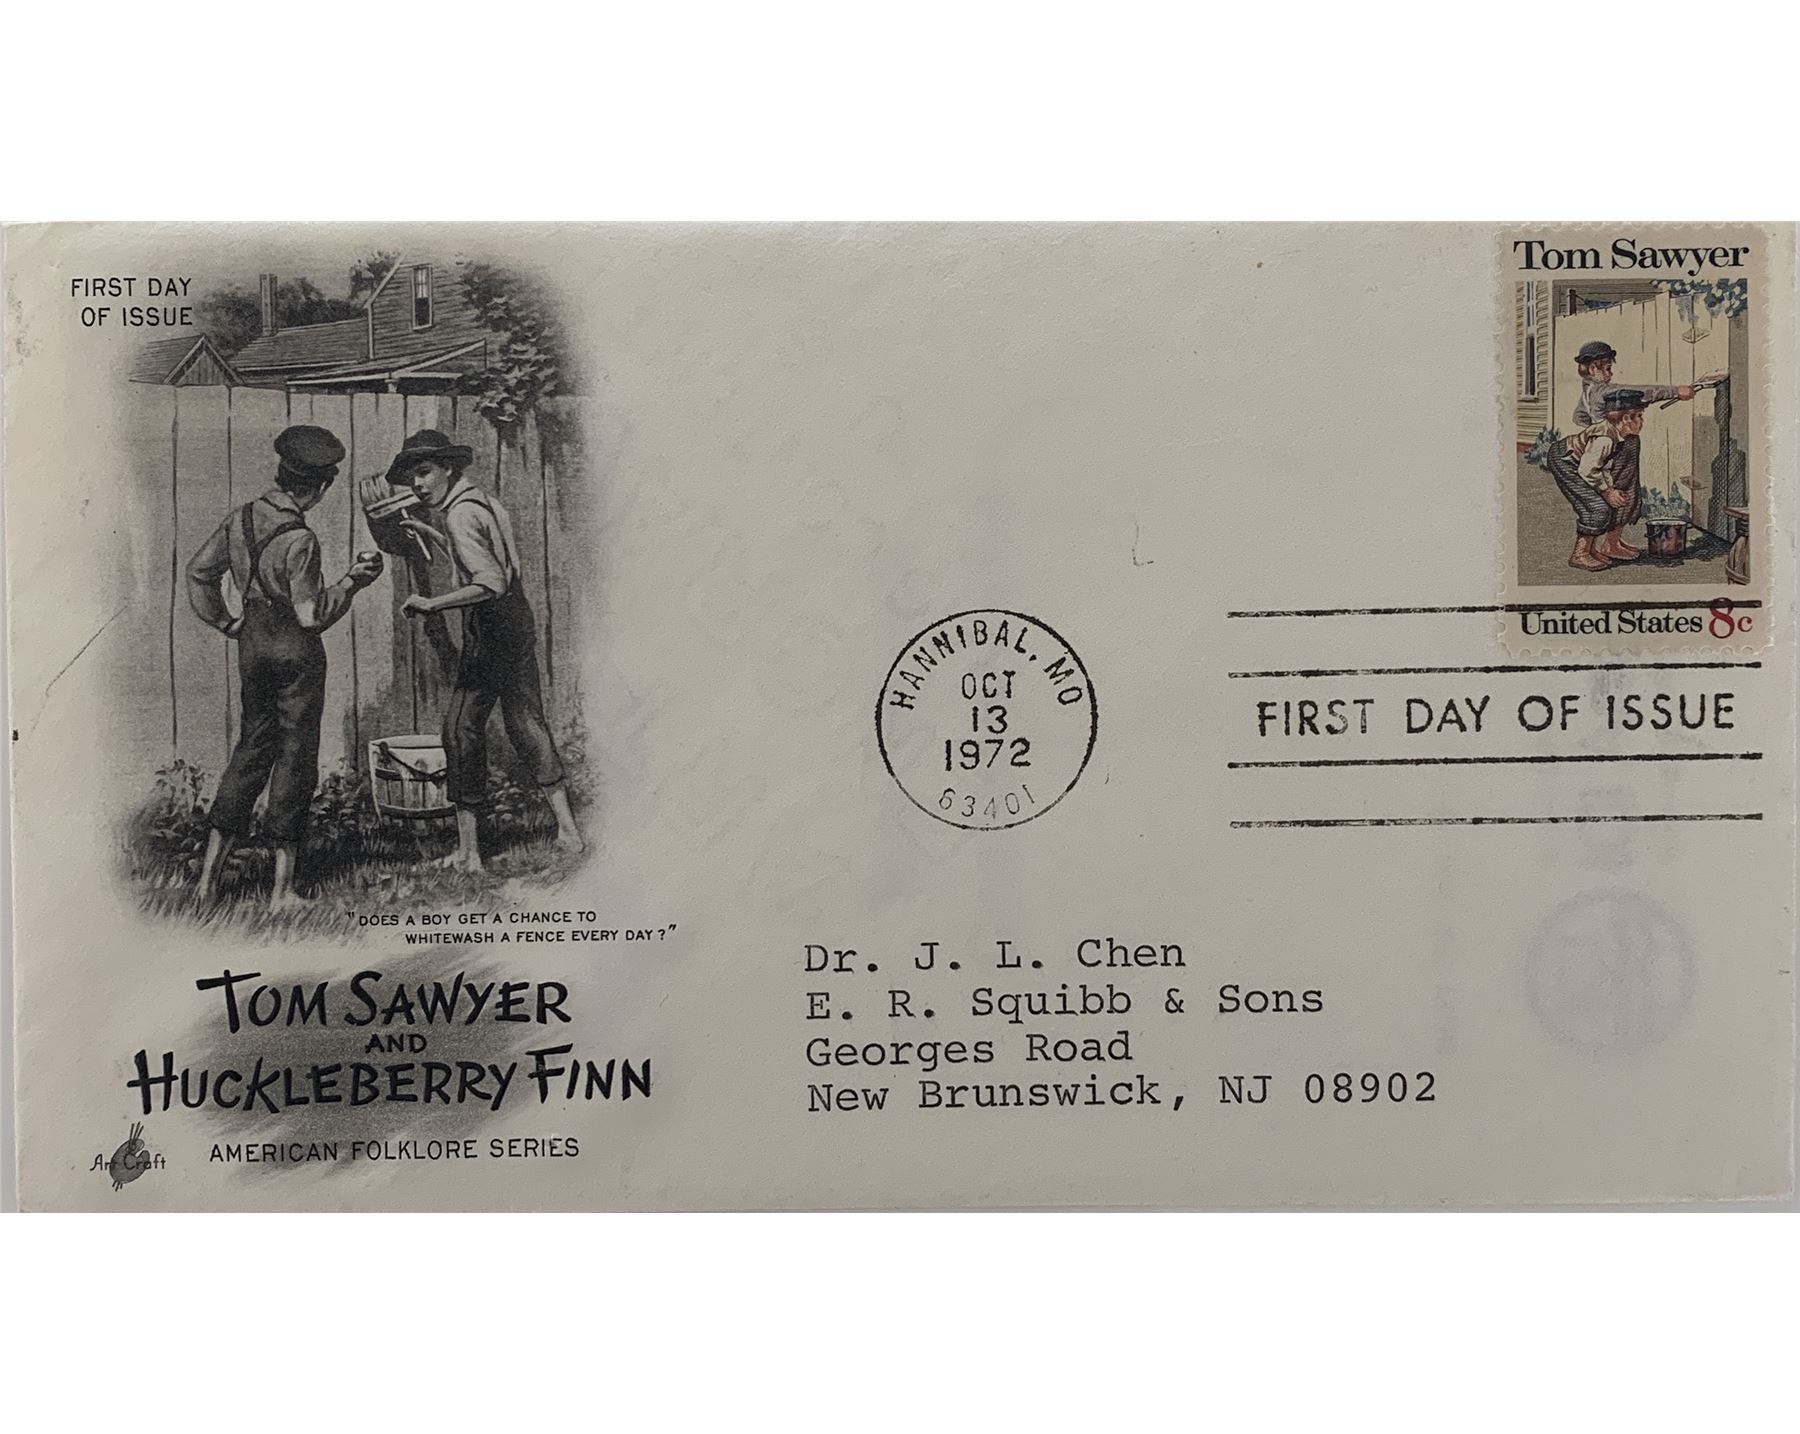 FIRST DAY
OF ISSUE
Tom Sawyer
United States 8c
HANNIBAL, MO
OCT
13
1972
63401
FIRST DAY OF ISSUE
"DOES A BOY GET A CHANCE TO
WHITEWASH A FENCE EVERY DAY?"
TOM SAWYER
AND
HUCKLEBERRY FINN
Art Craft
AMERICAN FOLKLORE SERIES
Dr. J. L. Chen
E. R. Squibb & Sons
Georges Road
New Brunswick, NJ 08902